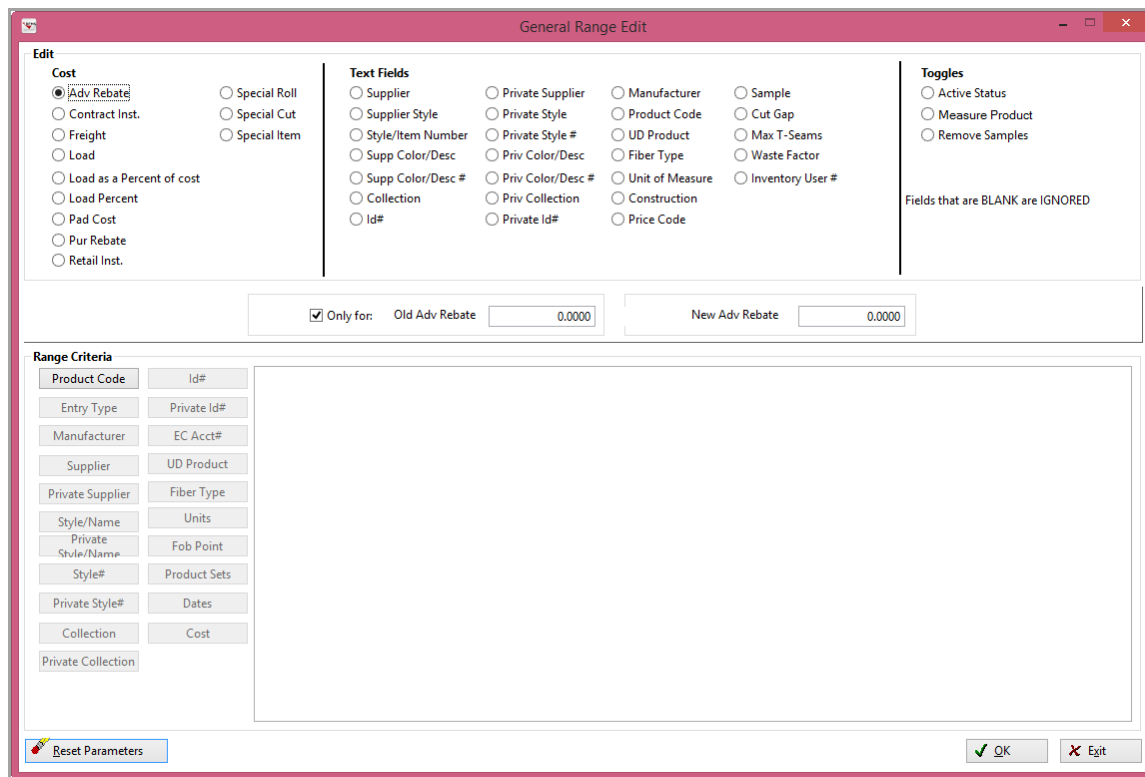 General Range Edit
Edit
Cost
Adv Rebate
Contract Inst.
Freight
Load
Load as a Percent of cost
Load Percent
Pad Cost
Pur Rebate
Retail Inst.
Special Roll
Special Cut
Special Item
Text Fields
Supplier
Supplier Style
Style/Item Number
Supp Color/Desc
Supp Color/Desc #
Collection
Id#
Private Supplier
Private Style
Private Style #
Priv Color/Desc
Priv Color/Desc #
Priv Collection
Private Id#
Manufacturer
Product Code
UD Product
Fiber Type
Unit of Measure
Construction
Price Code
Sample
Cut Gap
Max T-Seams
Waste Factor
Inventory User #
Toggles
Active Status
Measure Product
Remove Samples
Fields that are BLANK are IGNORED
Only for: Old Adv Rebate 0.0000
New Adv Rebate 0.0000
Range Criteria
Product Code
Entry Type
Manufacturer
Supplier
Private Supplier
Style/Name
Private
Style/Name
Style#
Private Style#
Collection
Private Collection
Id#
Private Id#
EC Acct#
UD Product
Fiber Type
Units
Fob Point
Product Sets
Dates
Cost
Reset Parameters
OK
Exit